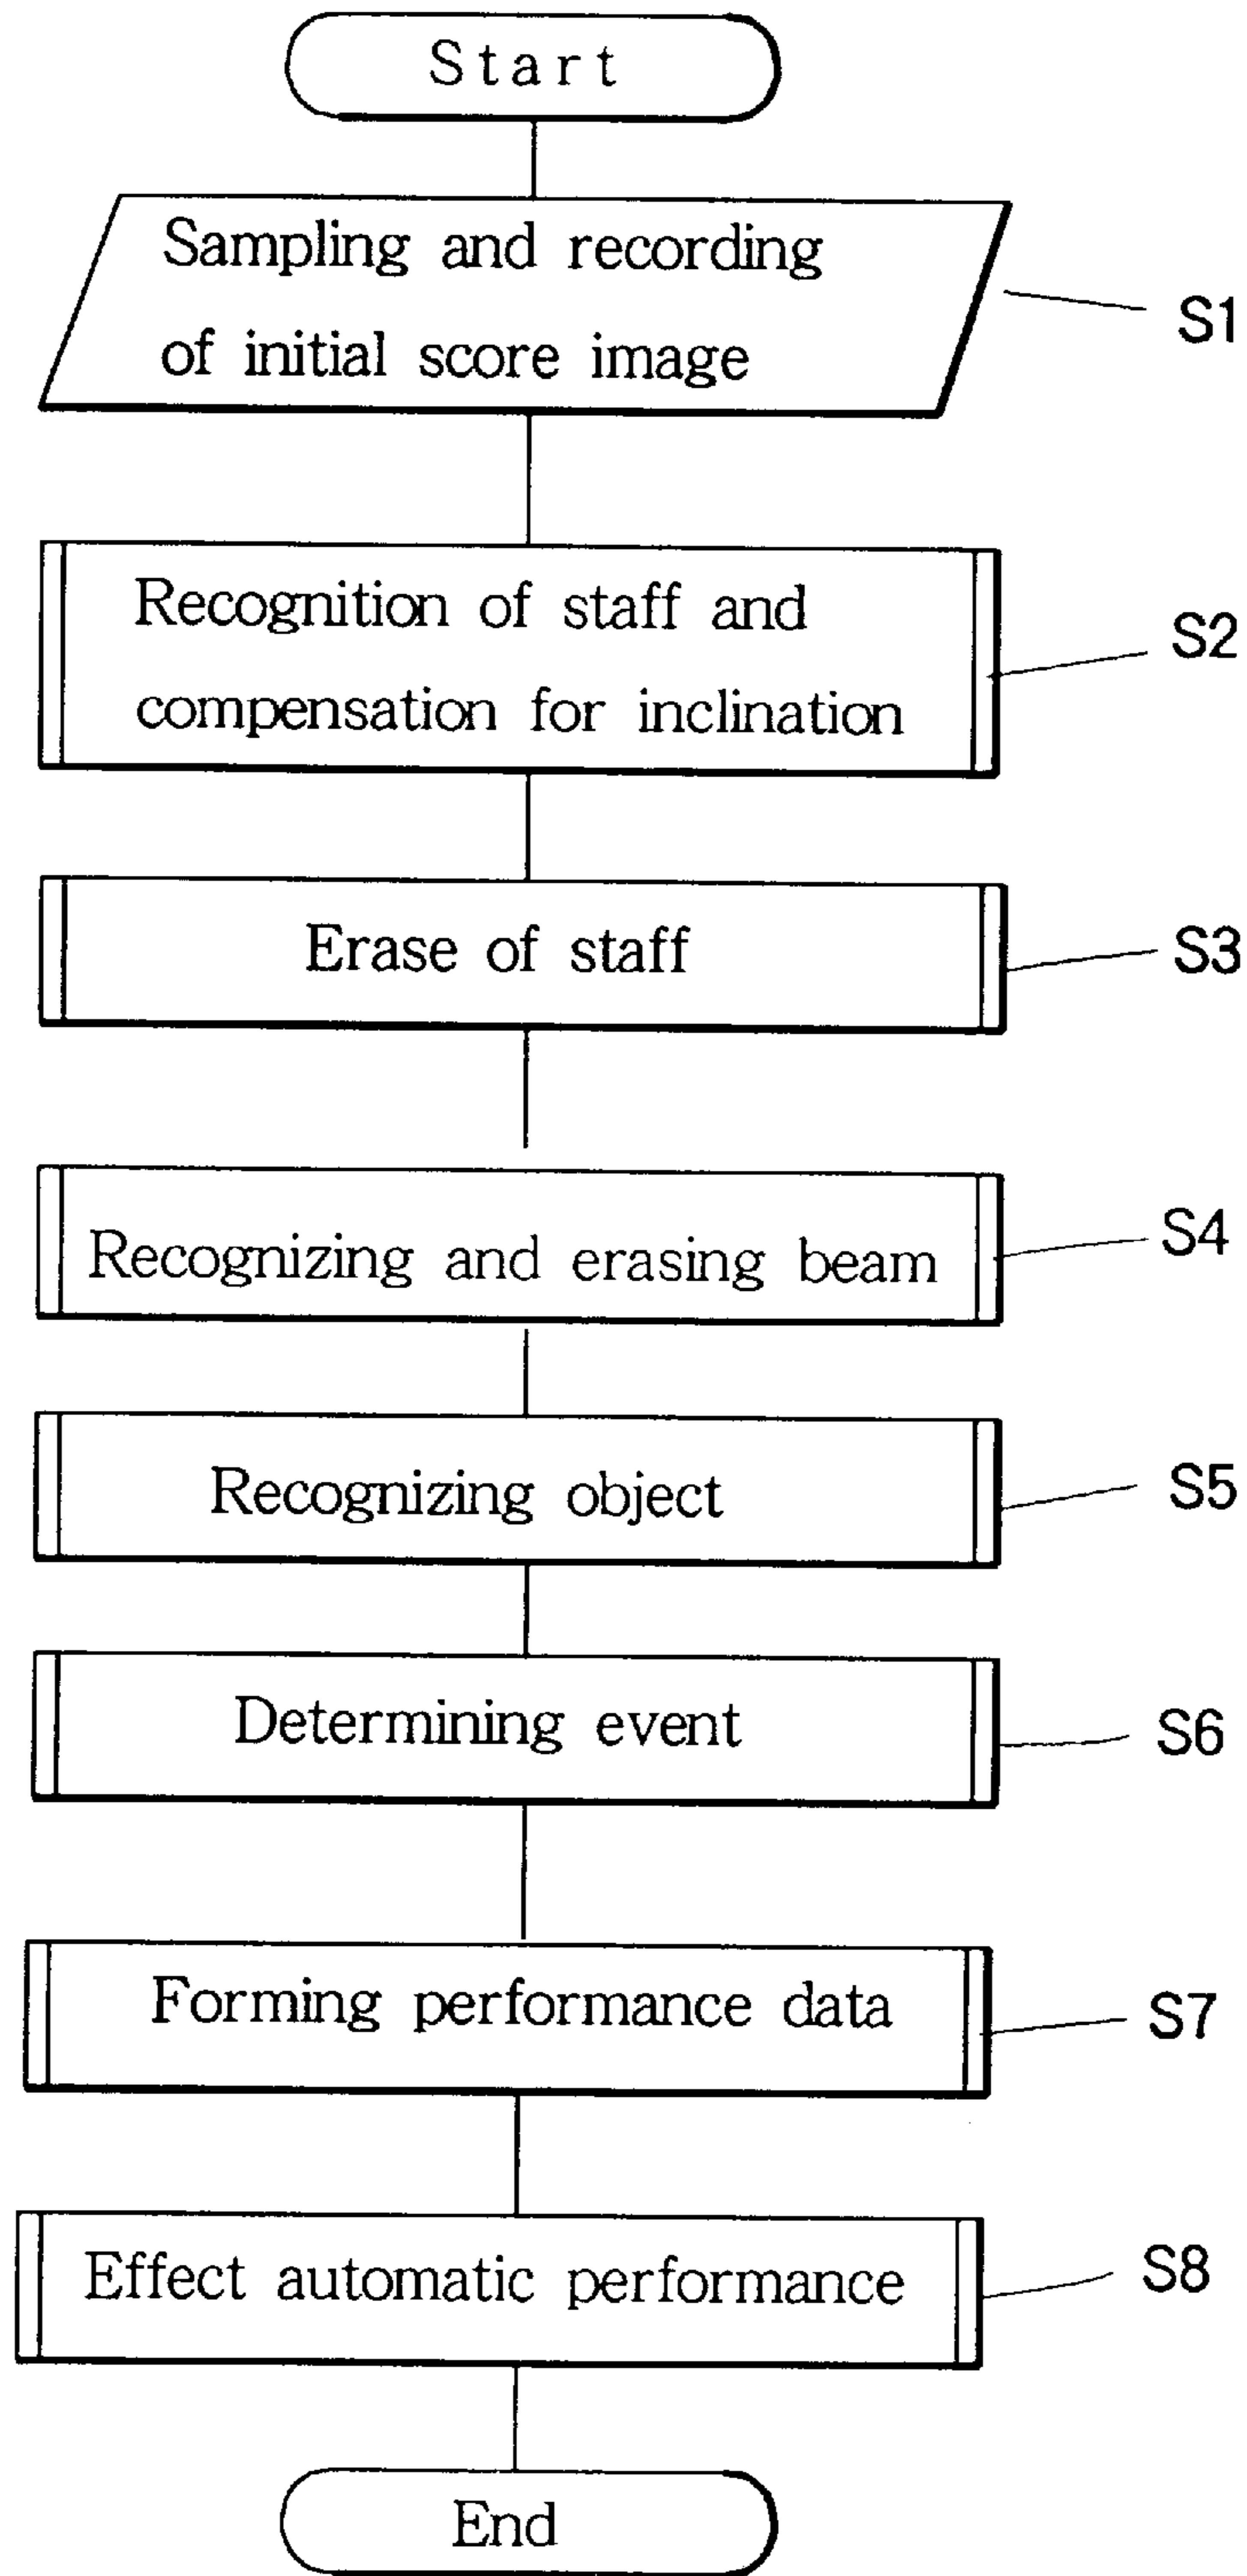 Start
Sampling and recording
of initial score image
S1
Recognition of staff and
compensation for inclination
S2
Erase of staff
S3
Recognizing and erasing beam
S4
Recognizing object
S5
Determining event
S6
Forming performance data
S7
Effect automatic performance
S8
End